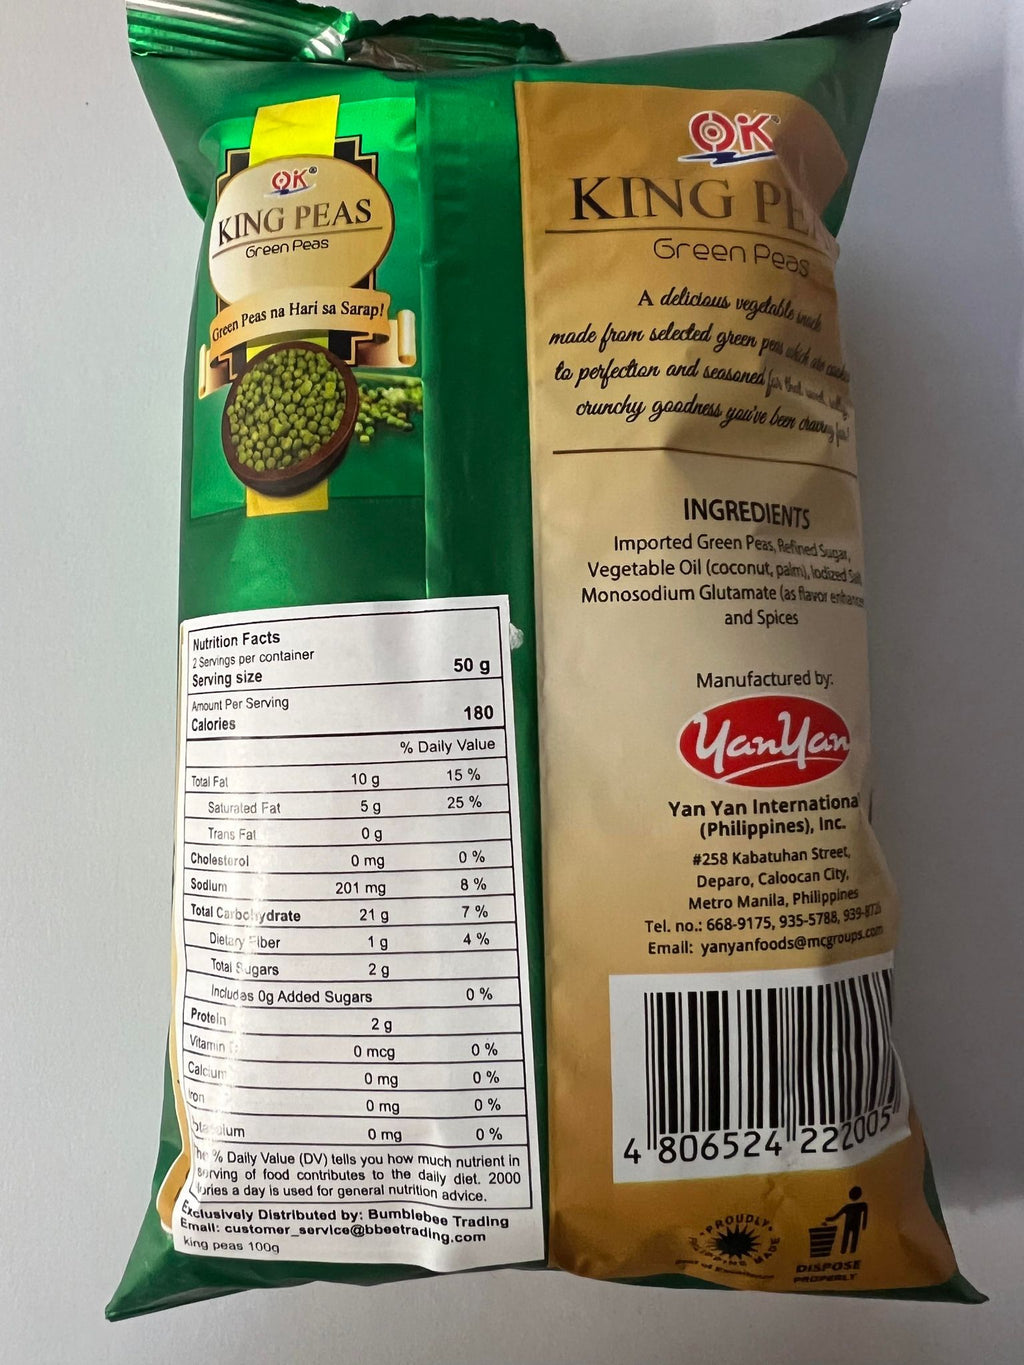 OK®
KING PEAS
Green Peas
Green Peas na Hari sa Sarap!
Nutrition Facts
2 Servings per container
Serving size 50 g
Amount Per Serving
Calories 180
% Daily Value
Total Fat 10 g 15 %
Saturated Fat 5 g 25 %
Trans Fat 0 g
Cholesterol 0 mg 0 %
Sodium 201 mg 8 %
Total Carbohydrate 21 g 7 %
Dietary Fiber 1 g 4 %
Total Sugars 2 g
Includes 0g Added Sugars 0 %
Protein 2 g
Vitamin D 0 mcg 0 %
Calcium 0 mg 0 %
Iron 0 mg 0 %
0 mg 0 %
% Daily Value (DV) tells you how much nutrient in
serving of food contributes to the daily diet. 2000
a day is used for general nutrition advice.
Exclusively Distributed by: Bumblebee Trading
Email: customer_service@bbeetrading.com
king peas 100g
OK
KING
Green Peas
A delicious vegetable snack
made from selected green peas which are
to perfection and seasoned for that
crunchy goodness you've been craving for!
INGREDIENTS
Imported Green Peas, Refined Sugar,
Vegetable Oil (coconut, palm), Iodized
Monosodium Glutamate (as flavor
and Spices
Manufactured by:
YanYan
Yan Yan International
(Philippines), Inc.
#258 Kabatuhan Street,
Deparo, Caloocan City,
Metro Manila, Philippines
Tel. no.: 668-9175, 935-5788,
Email: yanyanfoods@mcgroups.com
4 806524 222005
PROUDLY
MADE
DISPOSE
PROPERLY